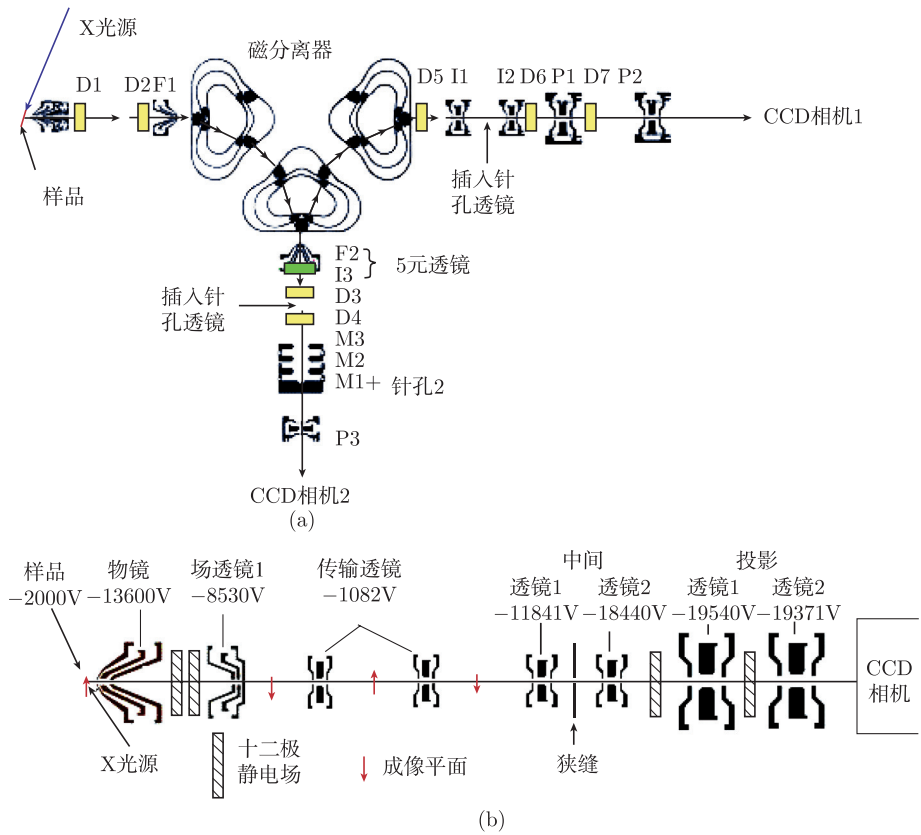 X光源
磁分离器
D1
D2 F1
D5 I1
I2 D6 P1 D7 P2
CCD相机1
样品
插入针
孔透镜
F2
I3
5元透镜
D3
插入针
孔透镜
D4
M3
M2
M1+ 针孔2
P3
CCD相机2
(a)
样品
−2000V
物镜
−13600V
场透镜1
−8530V
传输透镜
−1082V
中间
透镜1
−11841V
透镜2
−18440V
投影
透镜1
−19540V
透镜2
−19371V
CCD
相机
X光源
十二极
静电场
成像平面
狭缝
(b)